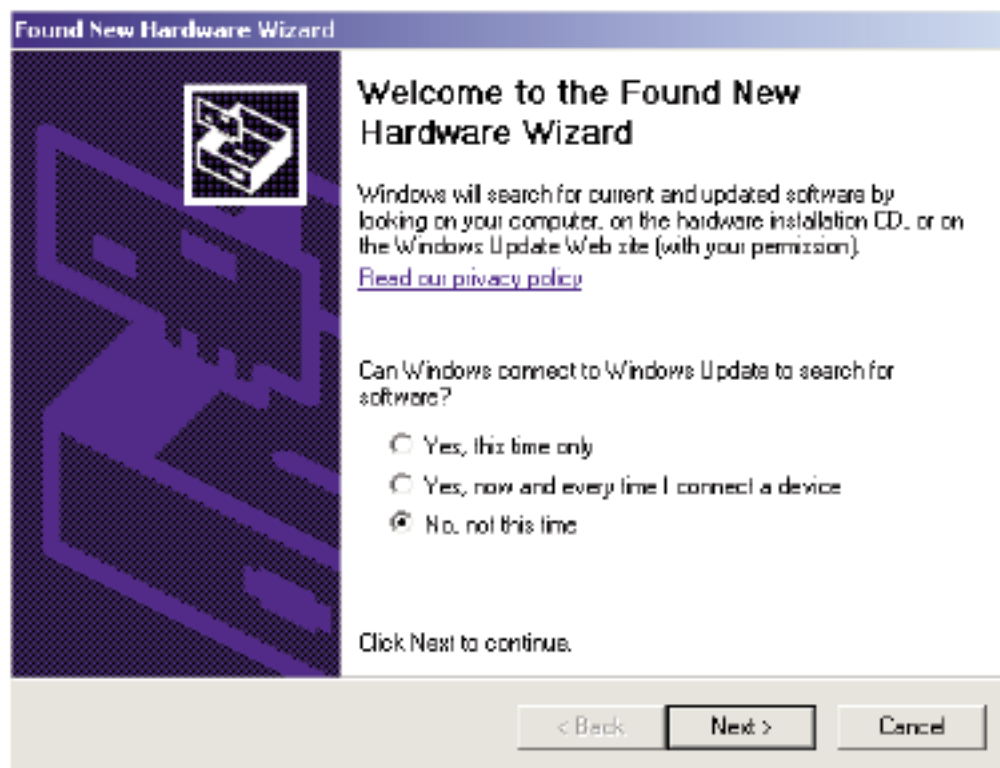 Found New Hardware Wizard
Welcome to the Found New
Hardware Wizard
Windows will search for current and updated software by
looking on your computer, on the hardware installation CD, or on
the Windows Update Web site (with your permission).
Read our privacy policy
Can Windows connect to Windows Update to search for
software?
Yes, this time only
Yes, now and every time I connect a device
No, not this time
Click Next to continue.
< Back
Next >
Cancel